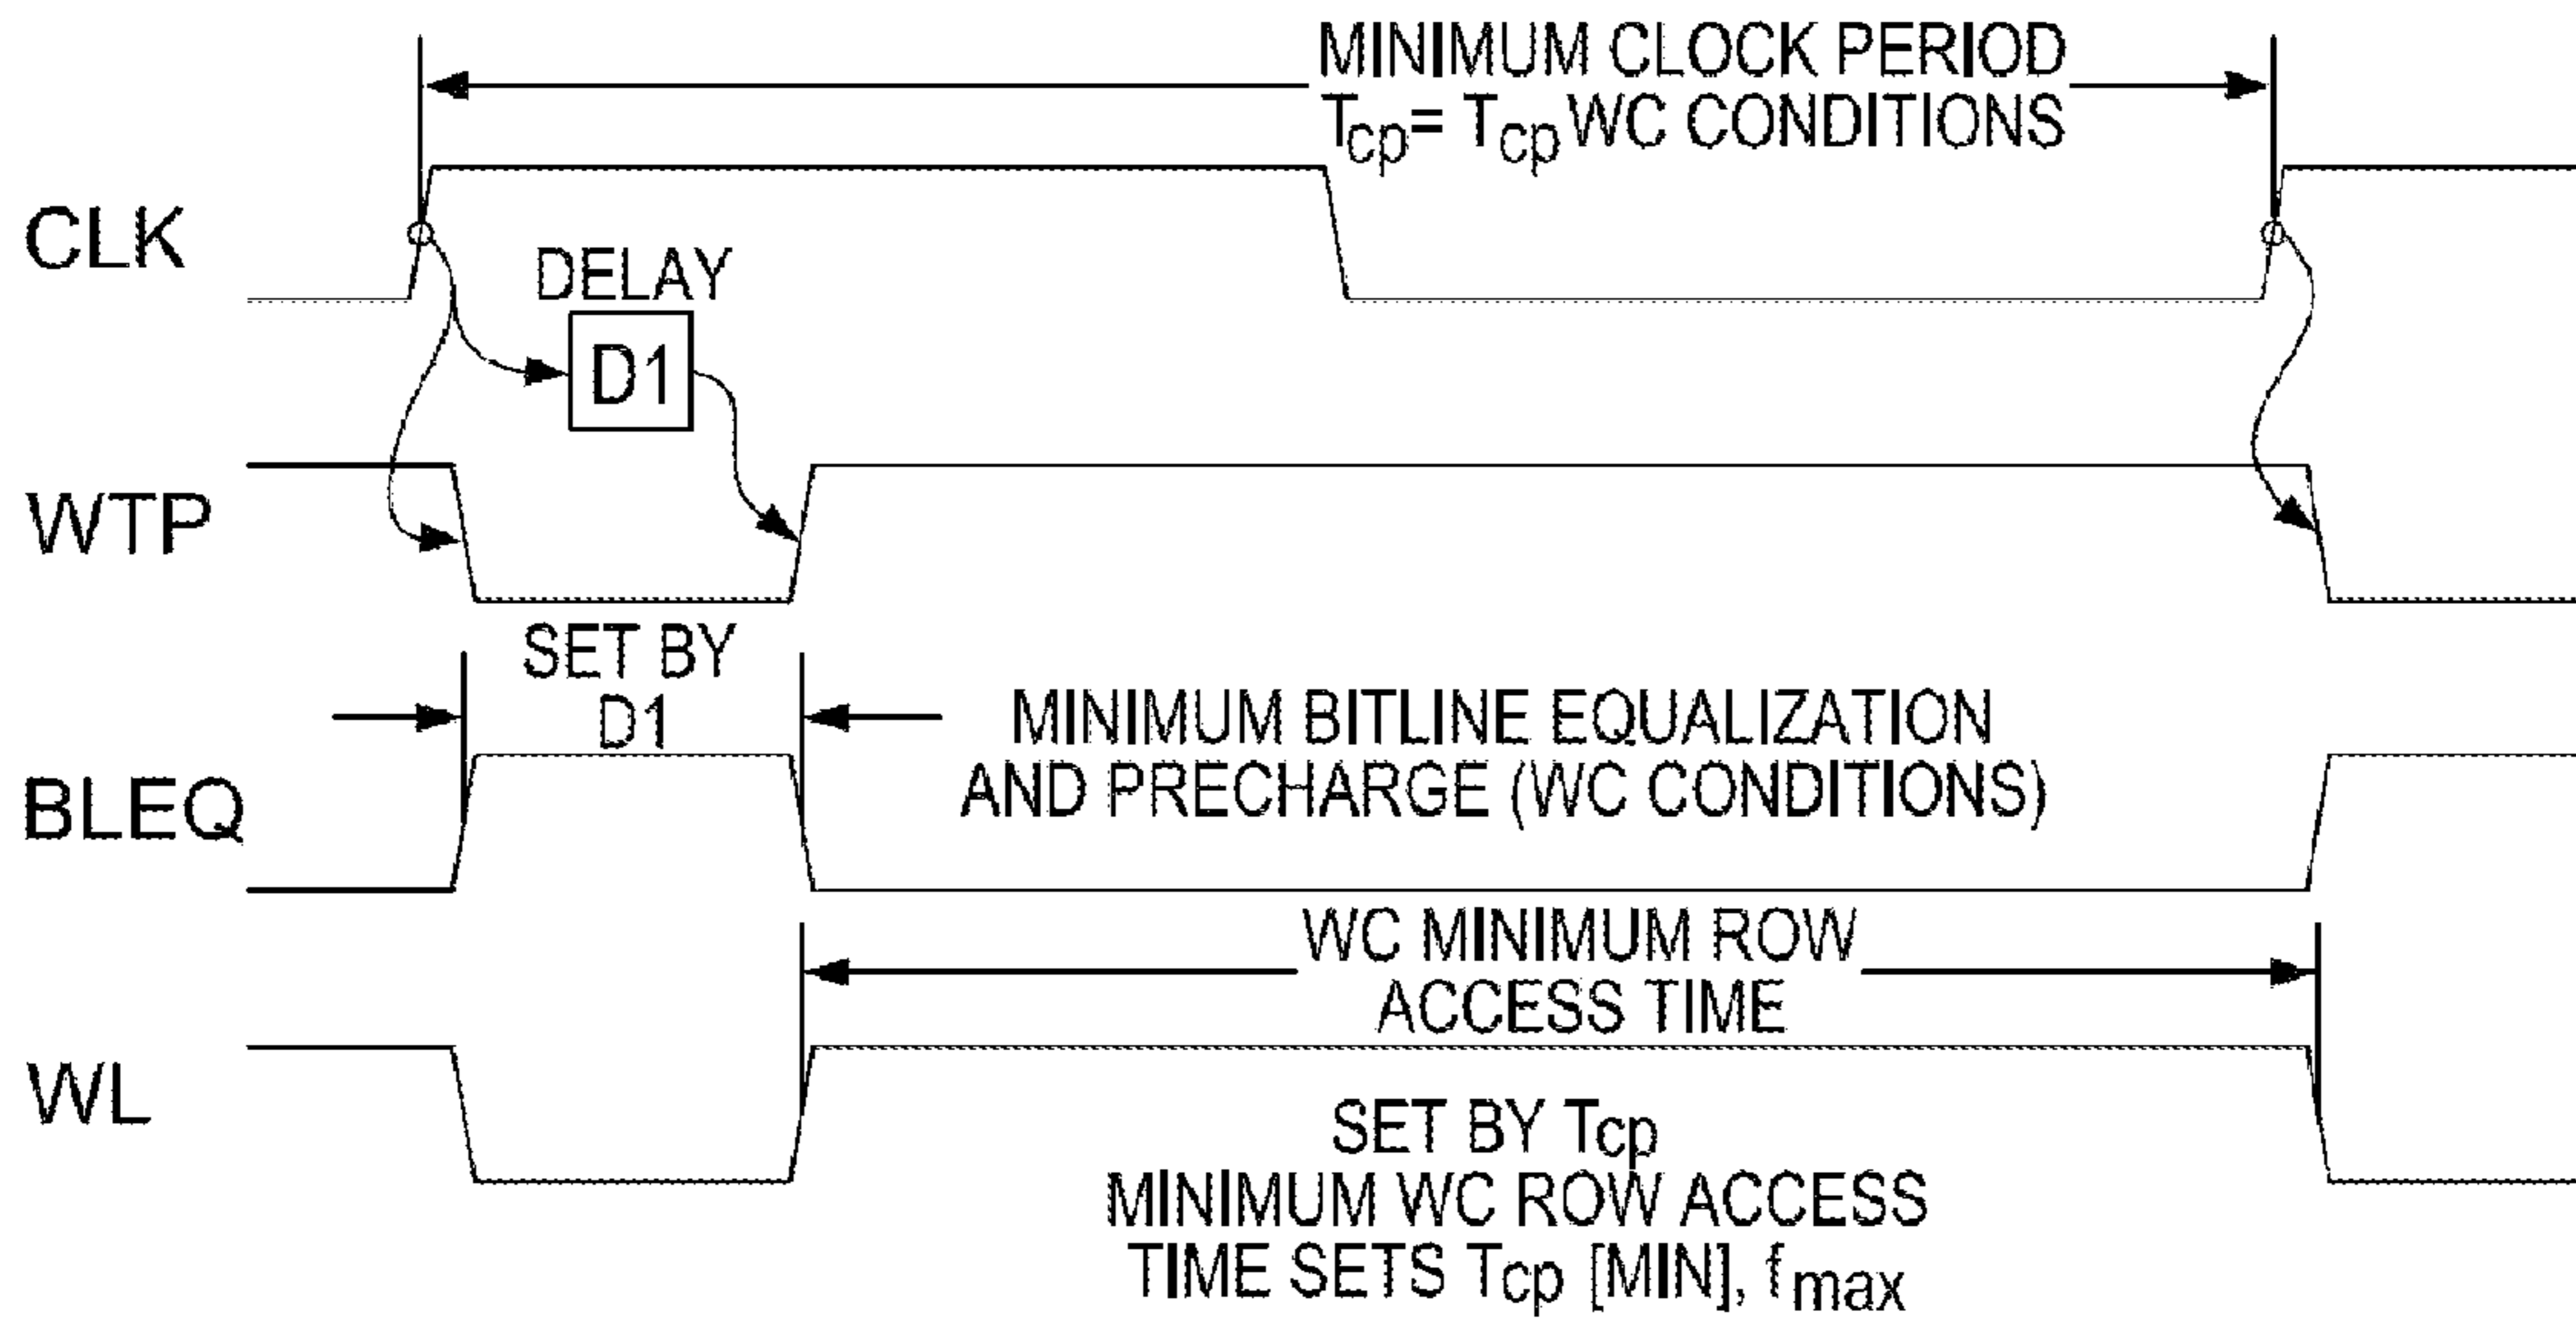 MINIMUM CLOCK PERIOD
Tcp= Tcp WC CONDITIONS
CLK
DELAY
D1
WTP
SET BY
D1
MINIMUM BITLINE EQUALIZATION
AND PRECHARGE (WC CONDITIONS)
BLEQ
WC MINIMUM ROW
ACCESS TIME
WL
SET BY Tcp
MINIMUM WC ROW ACCESS
TIME SETS Tcp [MIN], fmax